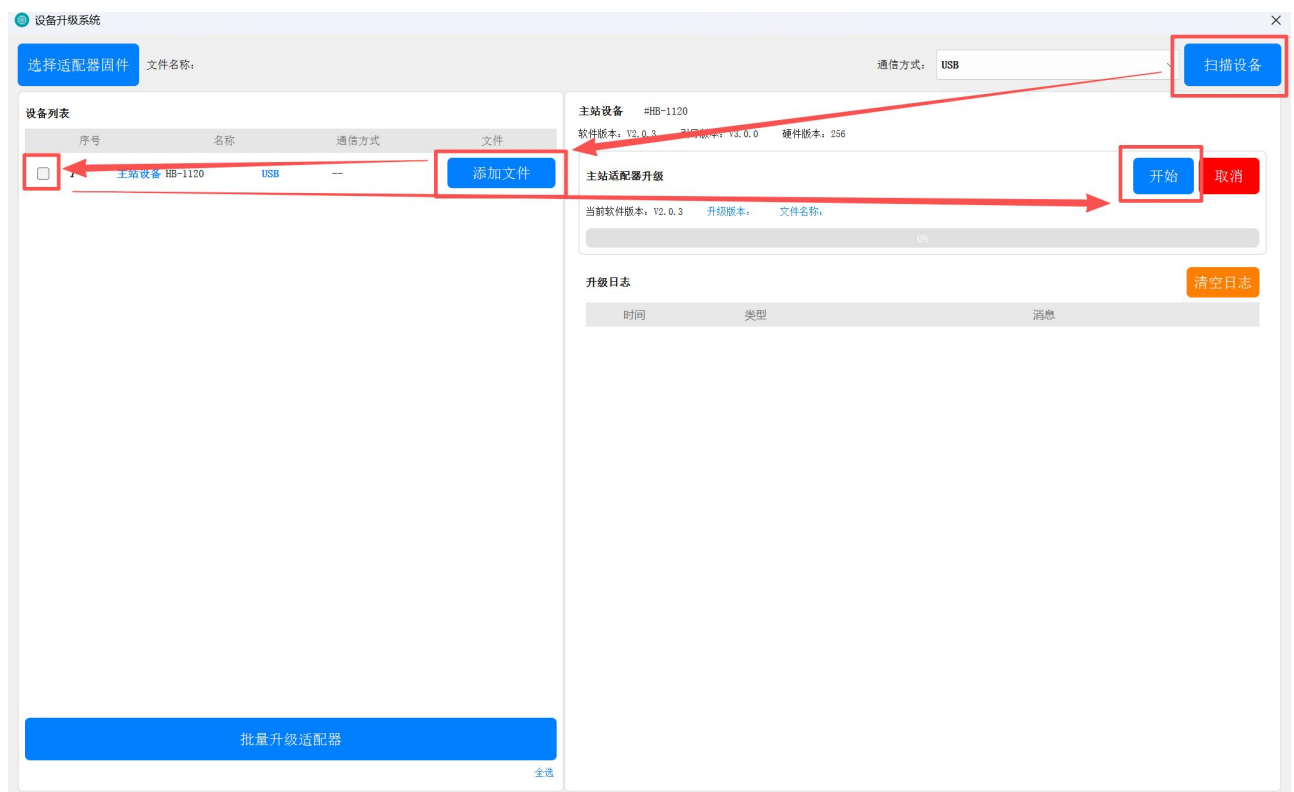 设备升级系统
选择适配器固件 文件名称： 通信方式： USB 扫描设备
设备列表
序号 名称 通信方式 文件
主站设备 HB-1120 USB -- 添加文件
批量升级适配器
全选
主站设备 #HB-1120
软件版本：V2.0.3 引导版本：V3.0.0 硬件版本：256
主站适配器升级 开始 取消
当前软件版本：V2.0.3 升级版本： 文件名称：
0%
升级日志 清空日志
时间 类型 消息